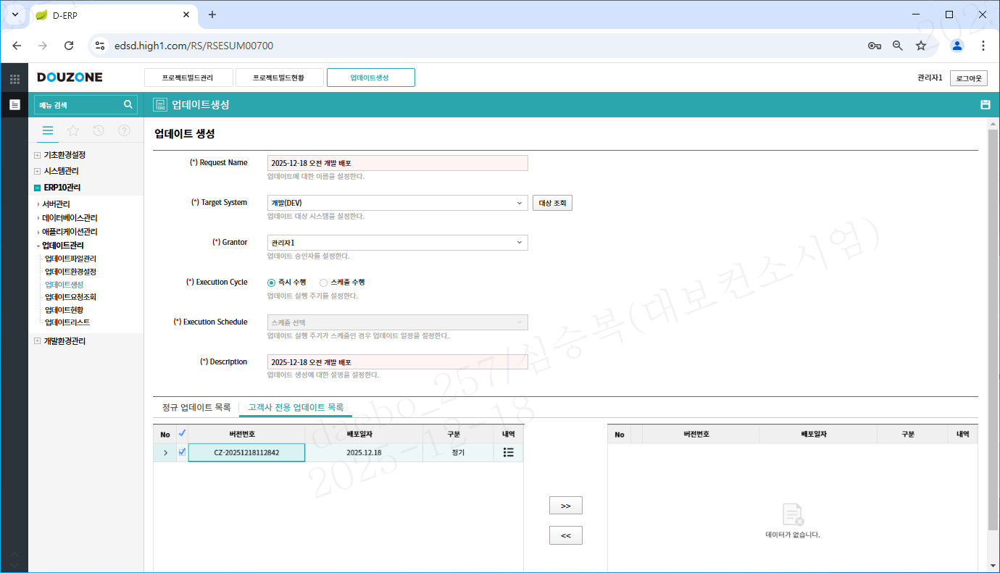 D-ERP
edsd.high1.com/RS/RSESUM00700
DOUZONE
프로젝트빌드관리
프로젝트빌드현황
업데이트생성
관리자1
로그아웃
메뉴 검색
업데이트생성
기초환경설정
시스템관리
ERP10관리
서버관리
데이터베이스관리
애플리케이션관리
업데이트관리
업데이트파일관리
업데이트환경설정
업데이트생성
업데이트요청조회
업데이트현황
업데이트리스트
개발환경관리
업데이트 생성
(*) Request Name
2025-12-18 오전 개발 배포
업데이트에 대한 이름을 설정한다.
(*) Target System
개발(DEV)
대상 조회
업데이트 대상 시스템을 설정한다.
(*) Grantor
관리자1
업데이트 승인자를 설정한다.
(*) Execution Cycle
즉시 수행
스케줄 수행
업데이트 실행 주기를 설정한다.
(*) Execution Schedule
스케줄 선택
업데이트 실행 주기가 스케줄인 경우 업데이트 일정을 설정한다.
(*) Description
2025-12-18 오전 개발 배포
업데이트 생성에 대한 설명을 설정한다.
정규 업데이트 목록
고객사 전용 업데이트 목록
No 버전번호 배포일자 구분 내역
CZ-20251218112842 2025.12.18 정기
>>
<<
No 버전번호 배포일자 구분 내역
데이터가 없습니다.
daebo_257/심승복(대보컨소시엄)
2025-12-18